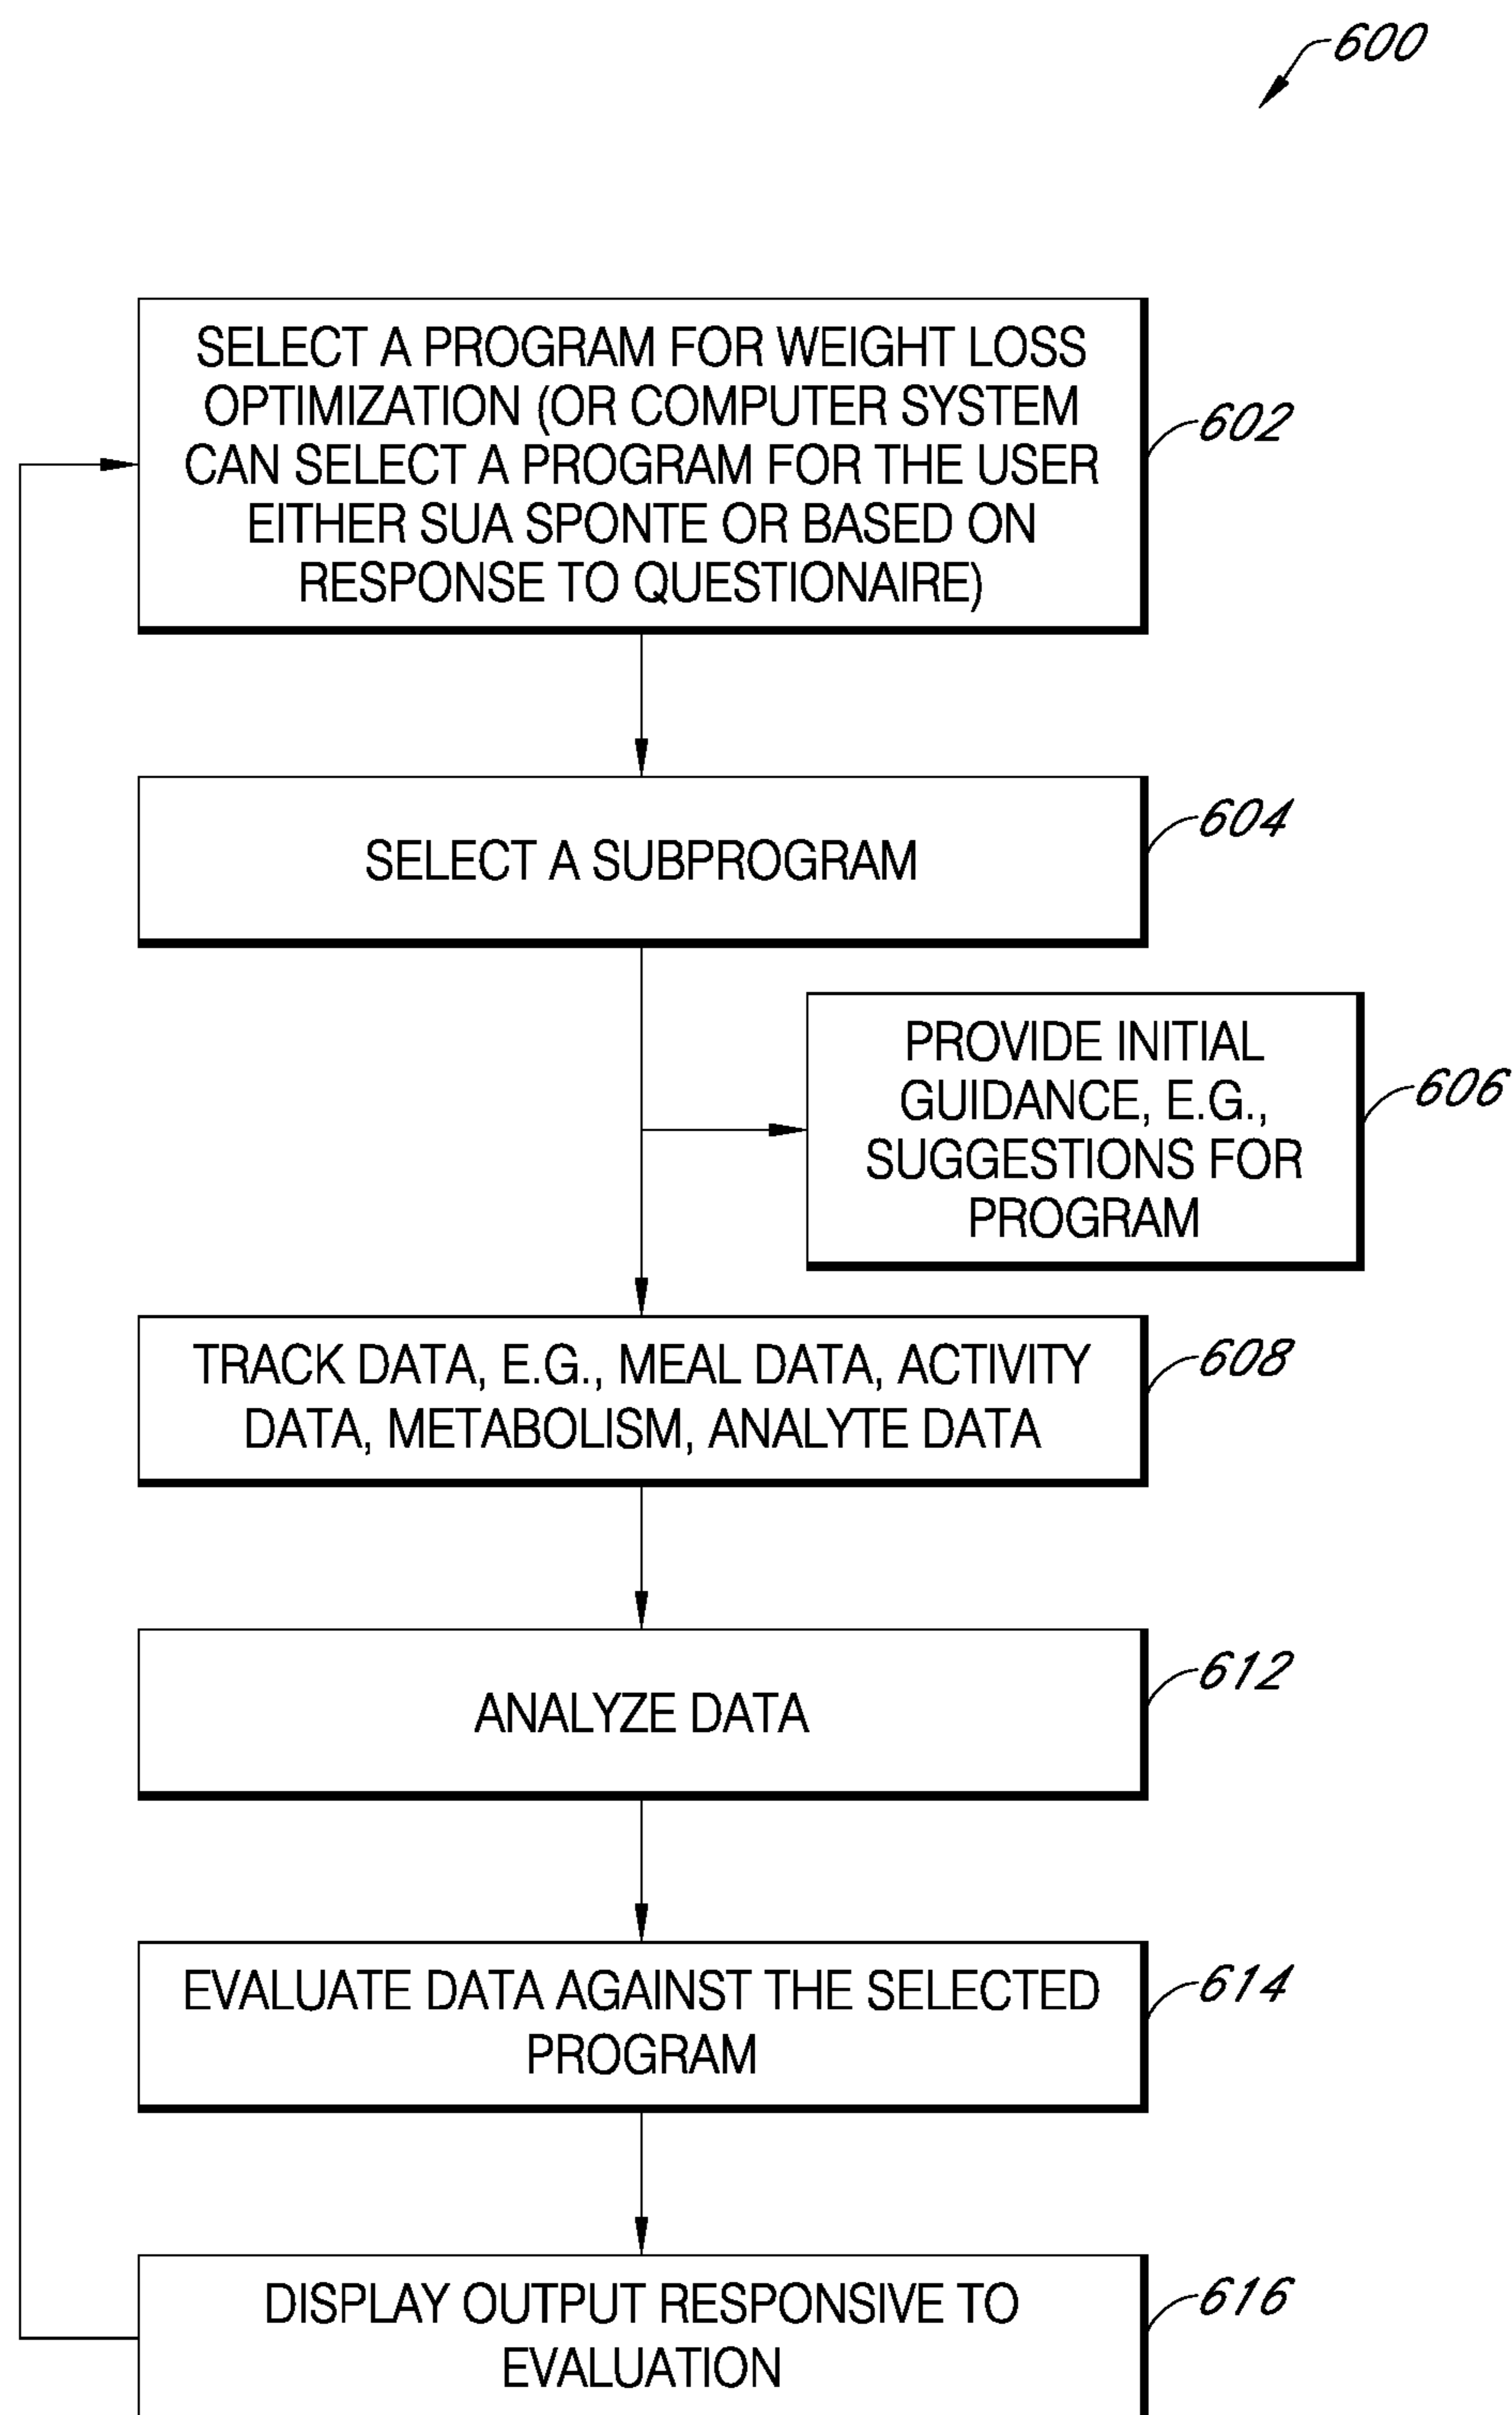 600
SELECT A PROGRAM FOR WEIGHT LOSS
OPTIMIZATION (OR COMPUTER SYSTEM
CAN SELECT A PROGRAM FOR THE USER
EITHER SUA SPONTE OR BASED ON
RESPONSE TO QUESTIONAIRE)
602
SELECT A SUBPROGRAM
604
PROVIDE INITIAL
GUIDANCE, E.G.,
SUGGESTIONS FOR
PROGRAM
606
TRACK DATA, E.G., MEAL DATA, ACTIVITY
DATA, METABOLISM, ANALYTE DATA
608
ANALYZE DATA
612
EVALUATE DATA AGAINST THE SELECTED
PROGRAM
614
DISPLAY OUTPUT RESPONSIVE TO
EVALUATION
616